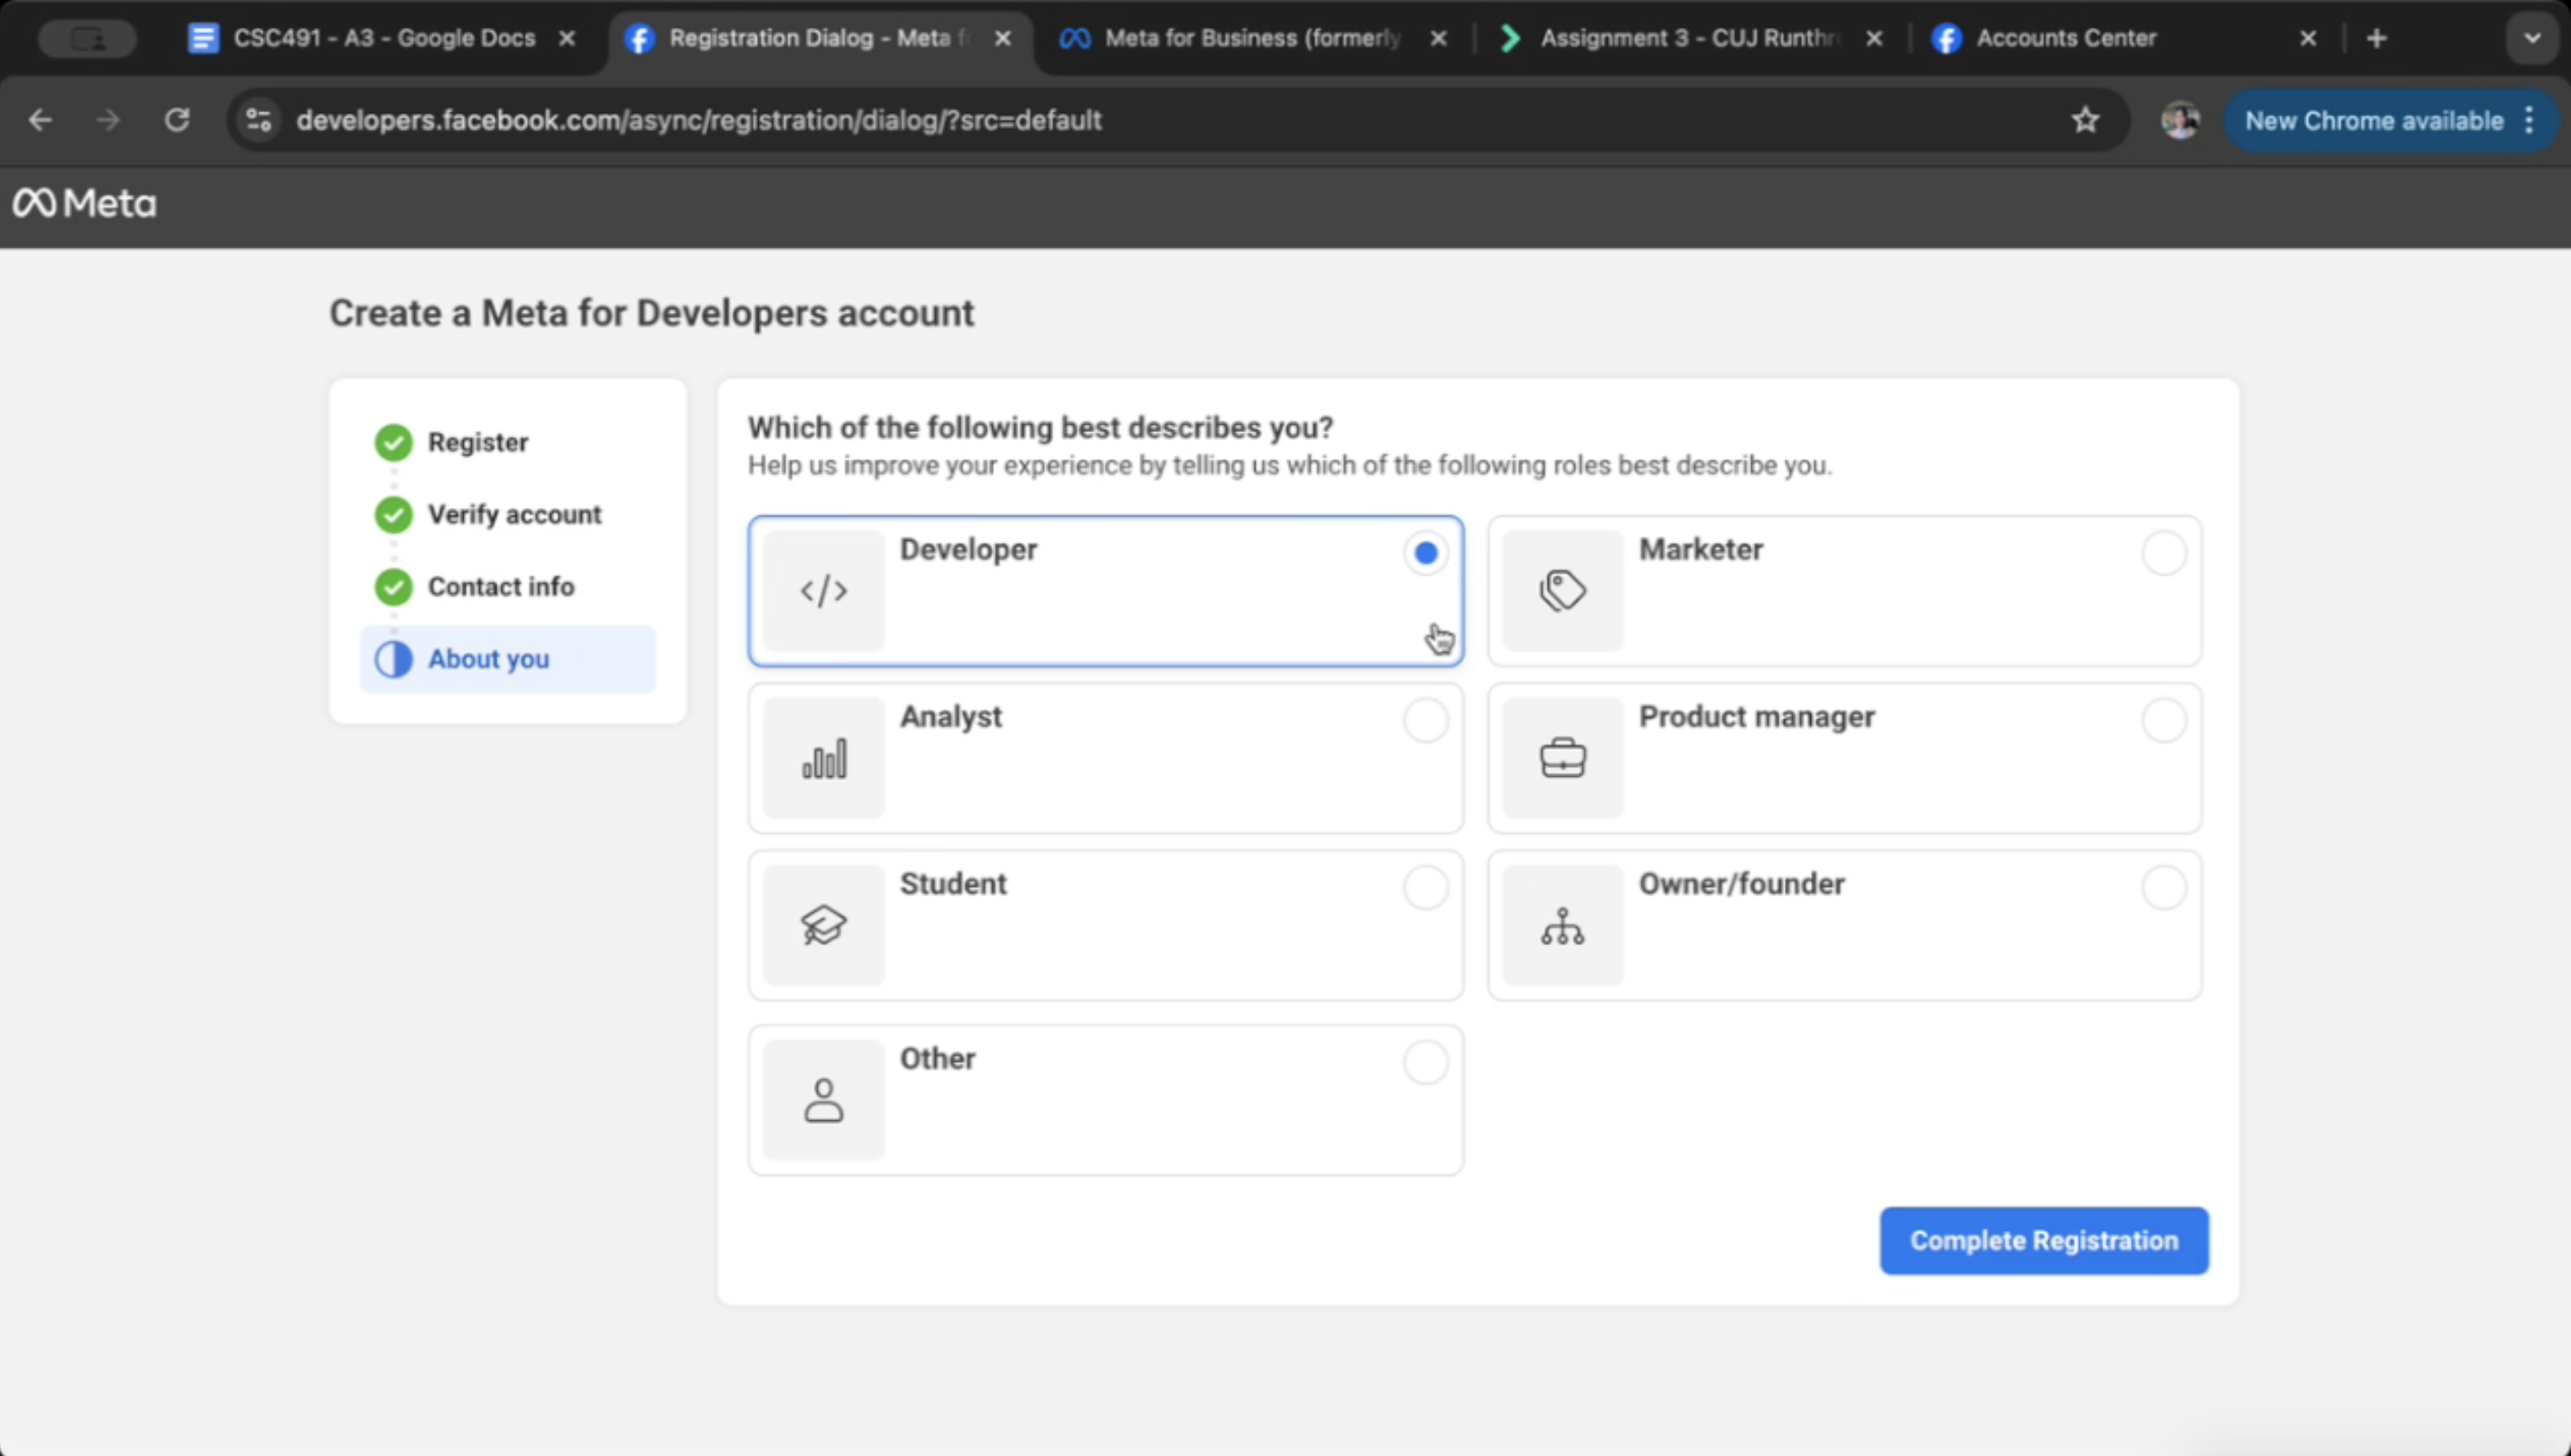 CSC491 - A3 - Google Docs
Registration Dialog - Meta f
Meta for Business (formerly
Assignment 3 - CUJ Runthr
Accounts Center
developers.facebook.com/async/registration/dialog/?src=default
New Chrome available
Meta
Create a Meta for Developers account
Register
Verify account
Contact info
About you
Which of the following best describes you?
Help us improve your experience by telling us which of the following roles best describe you.
Developer
Marketer
Analyst
Product manager
Student
Owner/founder
Other
Complete Registration